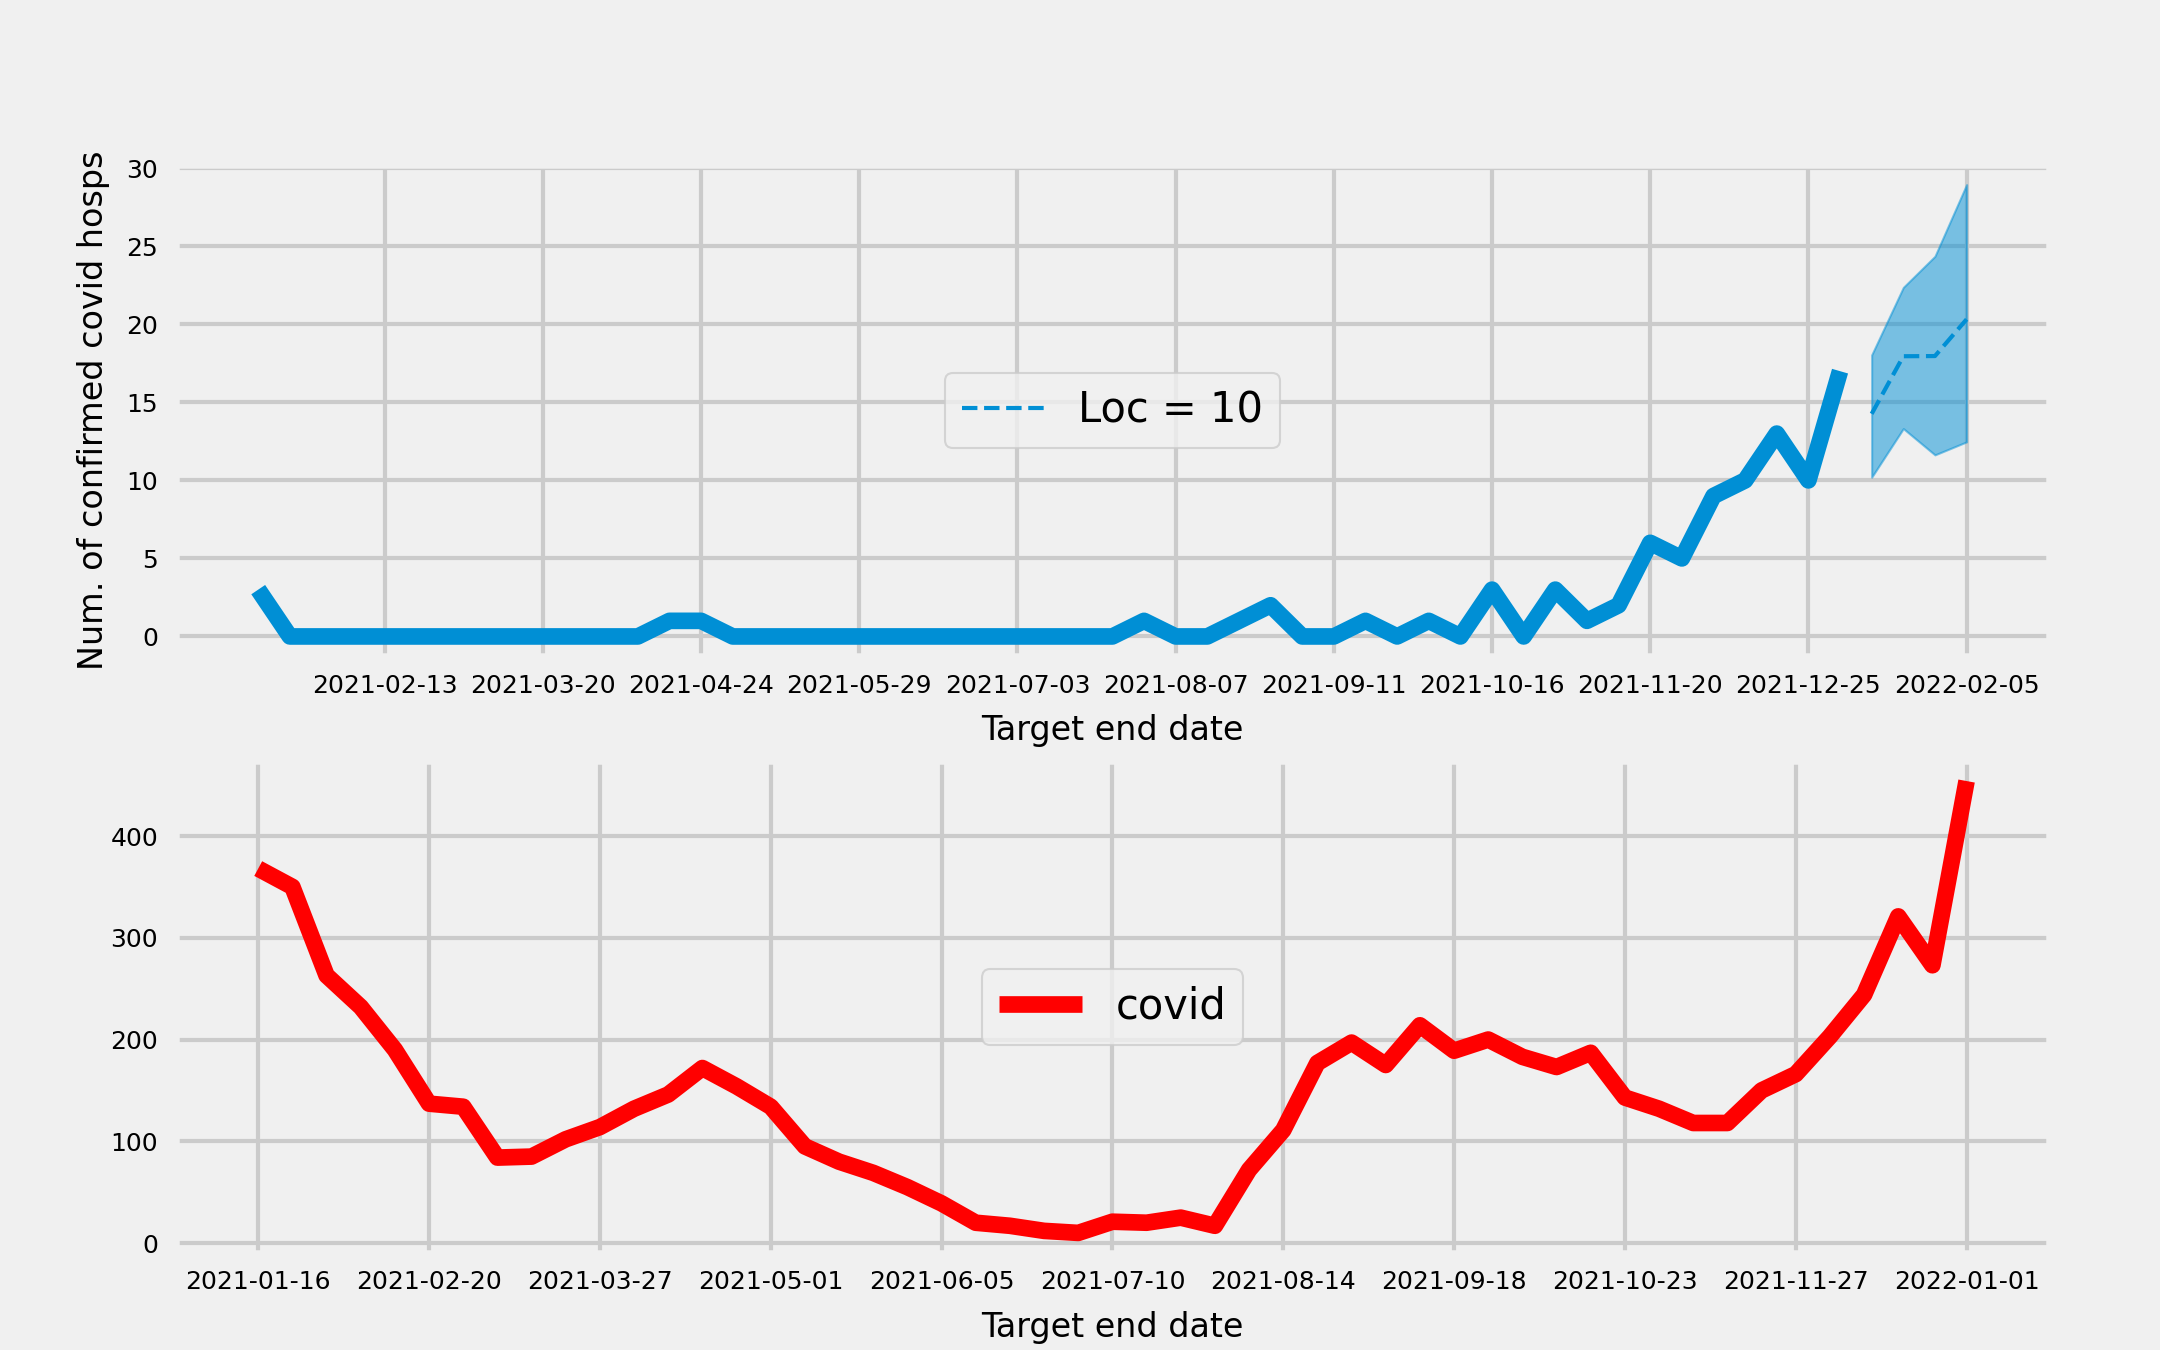 Num. of confirmed covid hosps
30
25
20
15
10
5
0
Loc = 10
2021-02-13 2021-03-20 2021-04-24 2021-05-29 2021-07-03 2021-08-07 2021-09-11 2021-10-16 2021-11-20 2021-12-25 2022-02-05
Target end date
400
300
200
100
0
covid
2021-01-16 2021-02-20 2021-03-27 2021-05-01 2021-06-05 2021-07-10 2021-08-14 2021-09-18 2021-10-23 2021-11-27 2022-01-01
Target end date